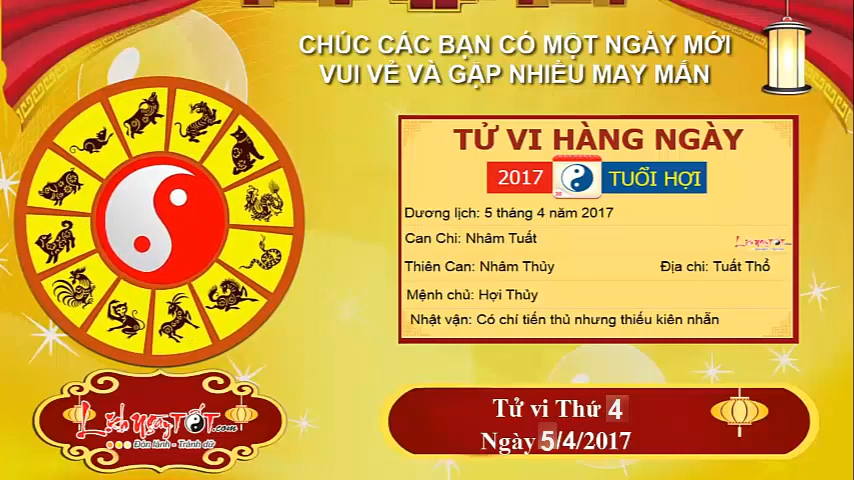 CHÚC CÁC BẠN CÓ MỘT NGÀY MỚI
VUI VẺ VÀ GẶP NHIỀU MAY MẮN
TỬ VI HÀNG NGÀY
2017 TUỔI HỢI
Dương lịch: 5 tháng 4 năm 2017
Can Chi: Nhâm Tuất
Thiên Can: Nhâm Thủy Địa chi: Tuất Thổ
Mệnh chủ: Hợi Thủy
Nhật vận: Có chí tiến thủ nhưng thiếu kiên nhẫn
LịchNgàyTỐT.com
Đón lành - Tránh dữ
Tử vi Thứ 4
Ngày 5/4/2017